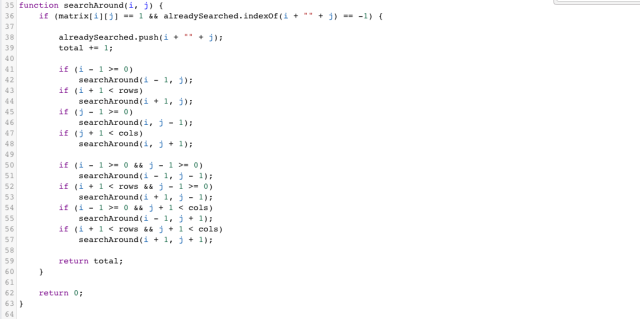 35 function searchAround(i, j) {
36 if (matrix[i][j] == 1 && alreadySearched.indexOf(i + "" + j) == -1) {
37
38 alreadySearched.push(i + "" + j);
39 total += 1;
40
41 if (i - 1 >= 0)
42 searchAround(i - 1, j);
43 if (i + 1 < rows)
44 searchAround(i + 1, j);
45 if (j - 1 >= 0)
46 searchAround(i, j - 1);
47 if (j + 1 < cols)
48 searchAround(i, j + 1);
49
50 if (i - 1 >= 0 && j - 1 >= 0)
51 searchAround(i - 1, j - 1);
52 if (i + 1 < rows && j - 1 >= 0)
53 searchAround(i + 1, j - 1);
54 if (i - 1 >= 0 && j + 1 < cols)
55 searchAround(i - 1, j + 1);
56 if (i + 1 < rows && j + 1 < cols)
57 searchAround(i + 1, j + 1);
58
59 return total;
60 }
61
62 return 0;
63 }
64